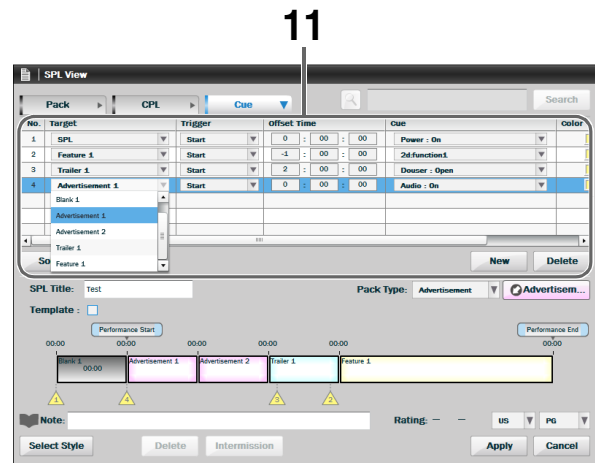 11
SPL View
Pack CPL Cue Search
No. Target Trigger Offset Time Cue Color
1 SPL Start 0 : 00 : 00 Power : On
2 Feature 1 Start -1 : 00 : 00 2d:function1
3 Trailer 1 Start 2 : 00 : 00 Douser : Open
4 Advertisement 1 Start 0 : 00 : 00 Audio : On
Blank 1
Advertisement 1
Advertisement 2
Trailer 1
Feature 1
So New Delete
SPL Title: Test Pack Type: Advertisement Advertisem...
Template :
Performance Start Performance End
00:00 00:00 00:00 00:00 00:00
Blank 1 Advertisement 1 Advertisement 2 Trailer 1 Feature 1
00:00
1 4 3 2
Note: Rating: — — US PG
Select Style Delete Intermission Apply Cancel